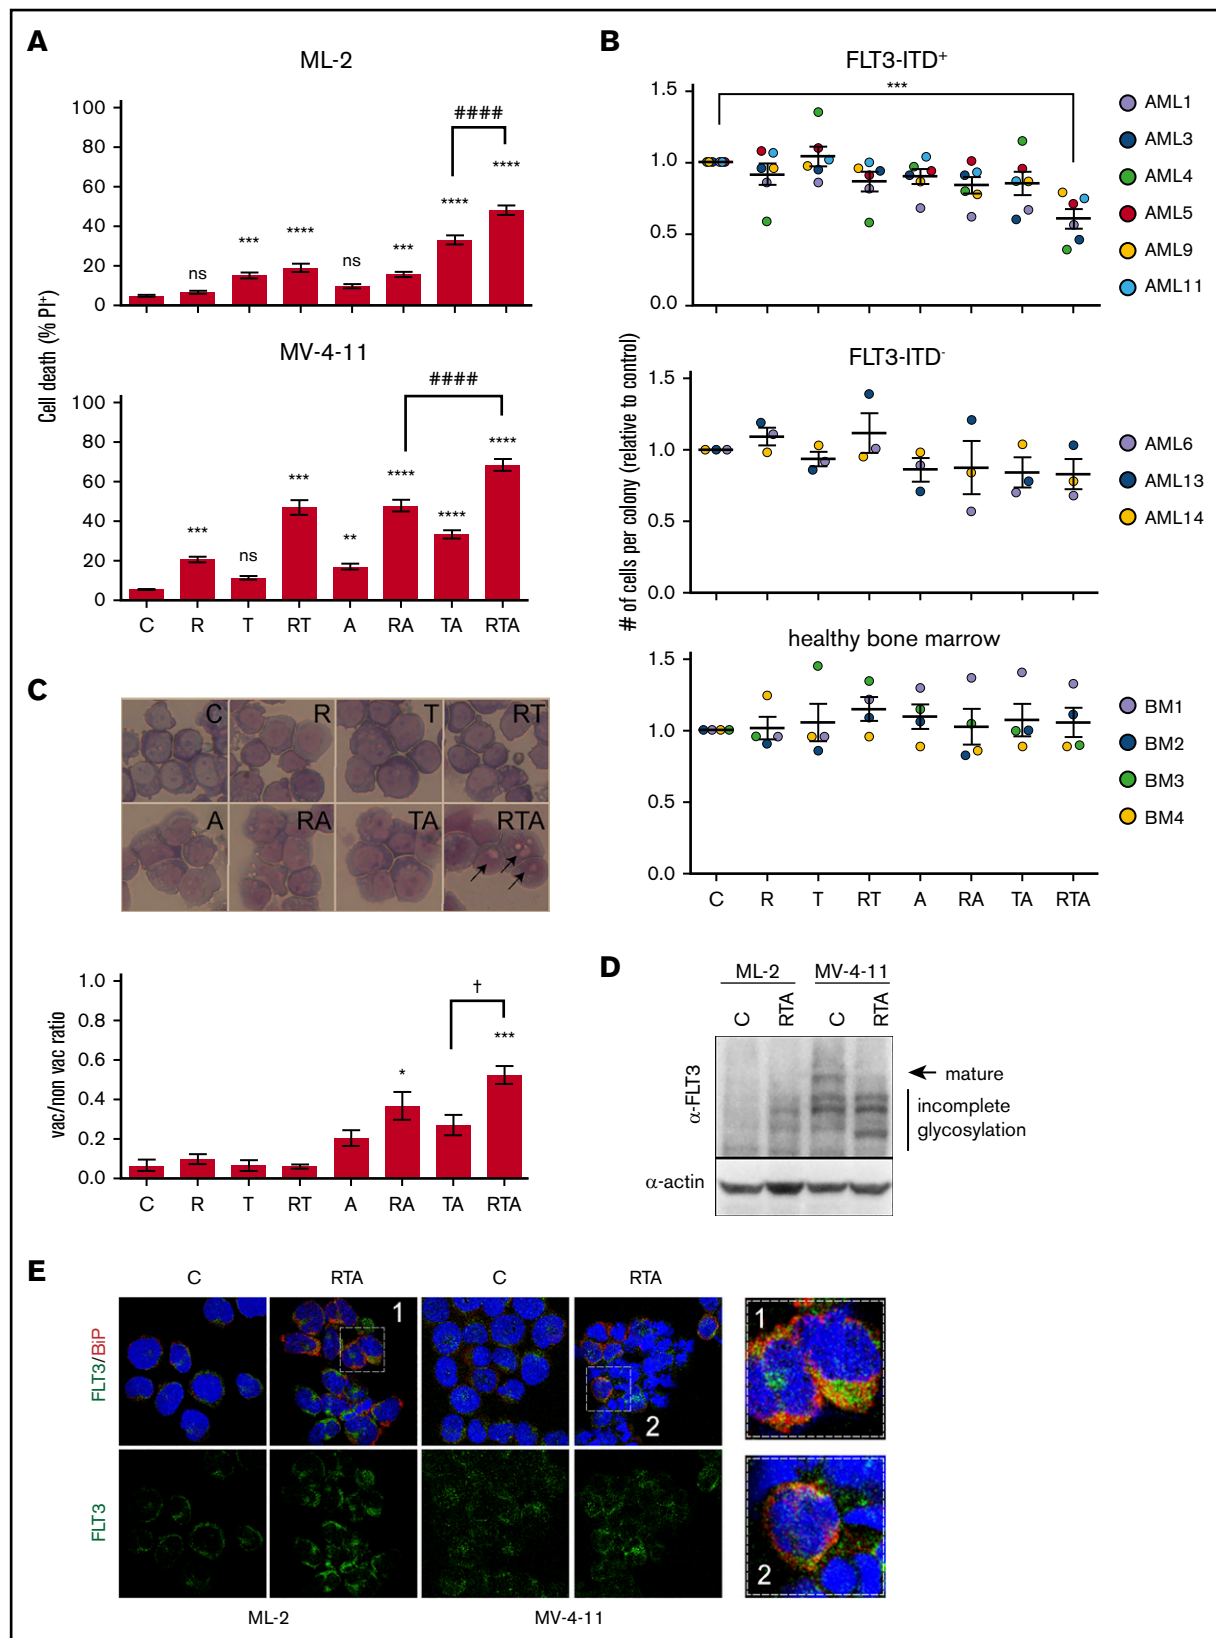 A
ML-2
Cell death (% PI+)
100
80
60
40
20
0
ns
***
****
ns
***
****
####
****
MV-4-11
100
80
60
40
20
0
***
ns
***
**
****
****
####
****
C R T RT A RA TA RTA
B
# of cells per colony (relative to control)
FLT3-ITD+
1.5
1.0
0.5
0.0
***
AML1
AML3
AML4
AML5
AML9
AML11
FLT3-ITD-
1.5
1.0
0.5
0.0
AML6
AML13
AML14
healthy bone marrow
1.5
1.0
0.5
0.0
BM1
BM2
BM3
BM4
C R T RT A RA TA RTA
C
C R T RT
A RA TA RTA
vac/non vac ratio
1.0
0.8
0.6
0.4
0.2
0.0
*
†
***
C R T RT A RA TA RTA
D
ML-2 MV-4-11
C RTA C RTA
α-FLT3
mature
incomplete
glycosylation
α-actin
E
C RTA C RTA
FLT3/BiP
1
2
1
FLT3
2
ML-2 MV-4-11